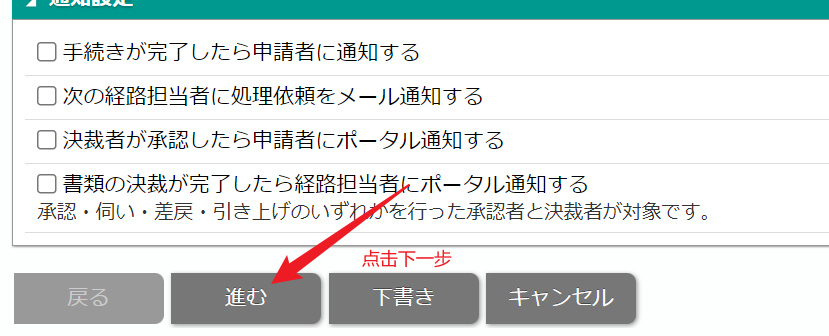 通知設定
手続きが完了したら申請者に通知する
次の経路担当者に処理依頼をメール通知する
決裁者が承認したら申請者にポータル通知する
書類の決裁が完了したら経路担当者にポータル通知する
承認・伺い・差戻・引き上げのいずれかを行った承認者と決裁者が対象です。
点击下一步
戻る 進む 下書き キャンセル